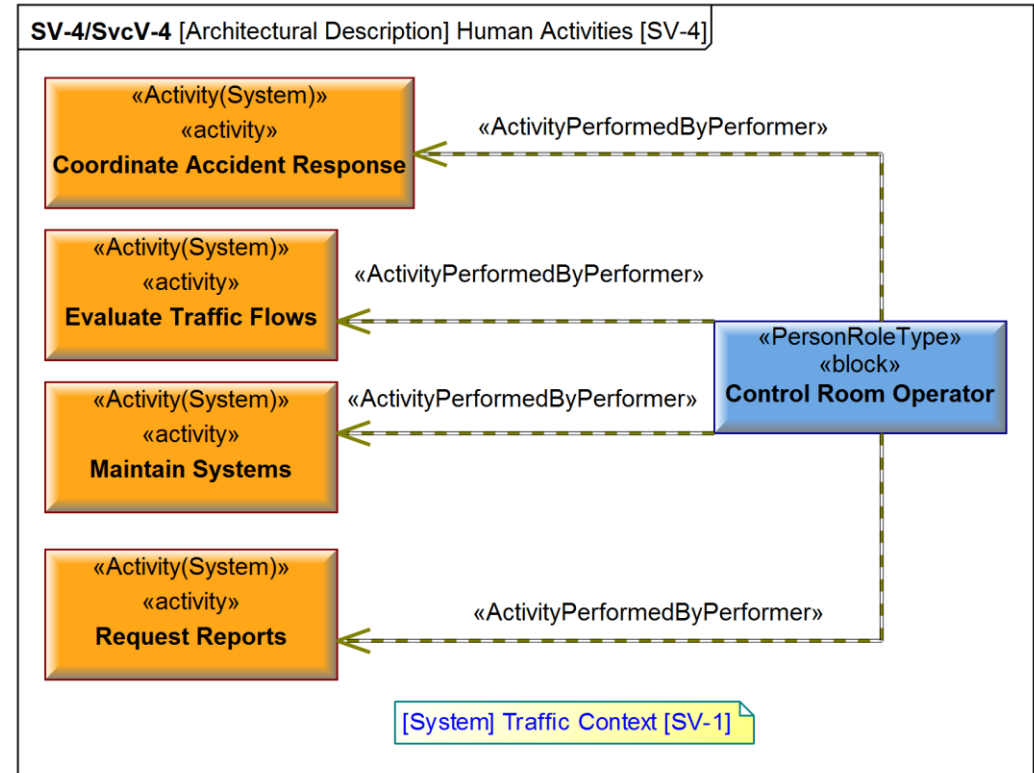 SV-4/SvcV-4 [Architectural Description] Human Activities [SV-4]
«Activity(System)»
«activity»
Coordinate Accident Response
«ActivityPerformedByPerformer»
«Activity(System)»
«activity»
Evaluate Traffic Flows
«ActivityPerformedByPerformer»
«PersonRoleType»
«block»
Control Room Operator
«Activity(System)»
«activity»
Maintain Systems
«ActivityPerformedByPerformer»
«Activity(System)»
«activity»
Request Reports
«ActivityPerformedByPerformer»
[System] Traffic Context [SV-1]